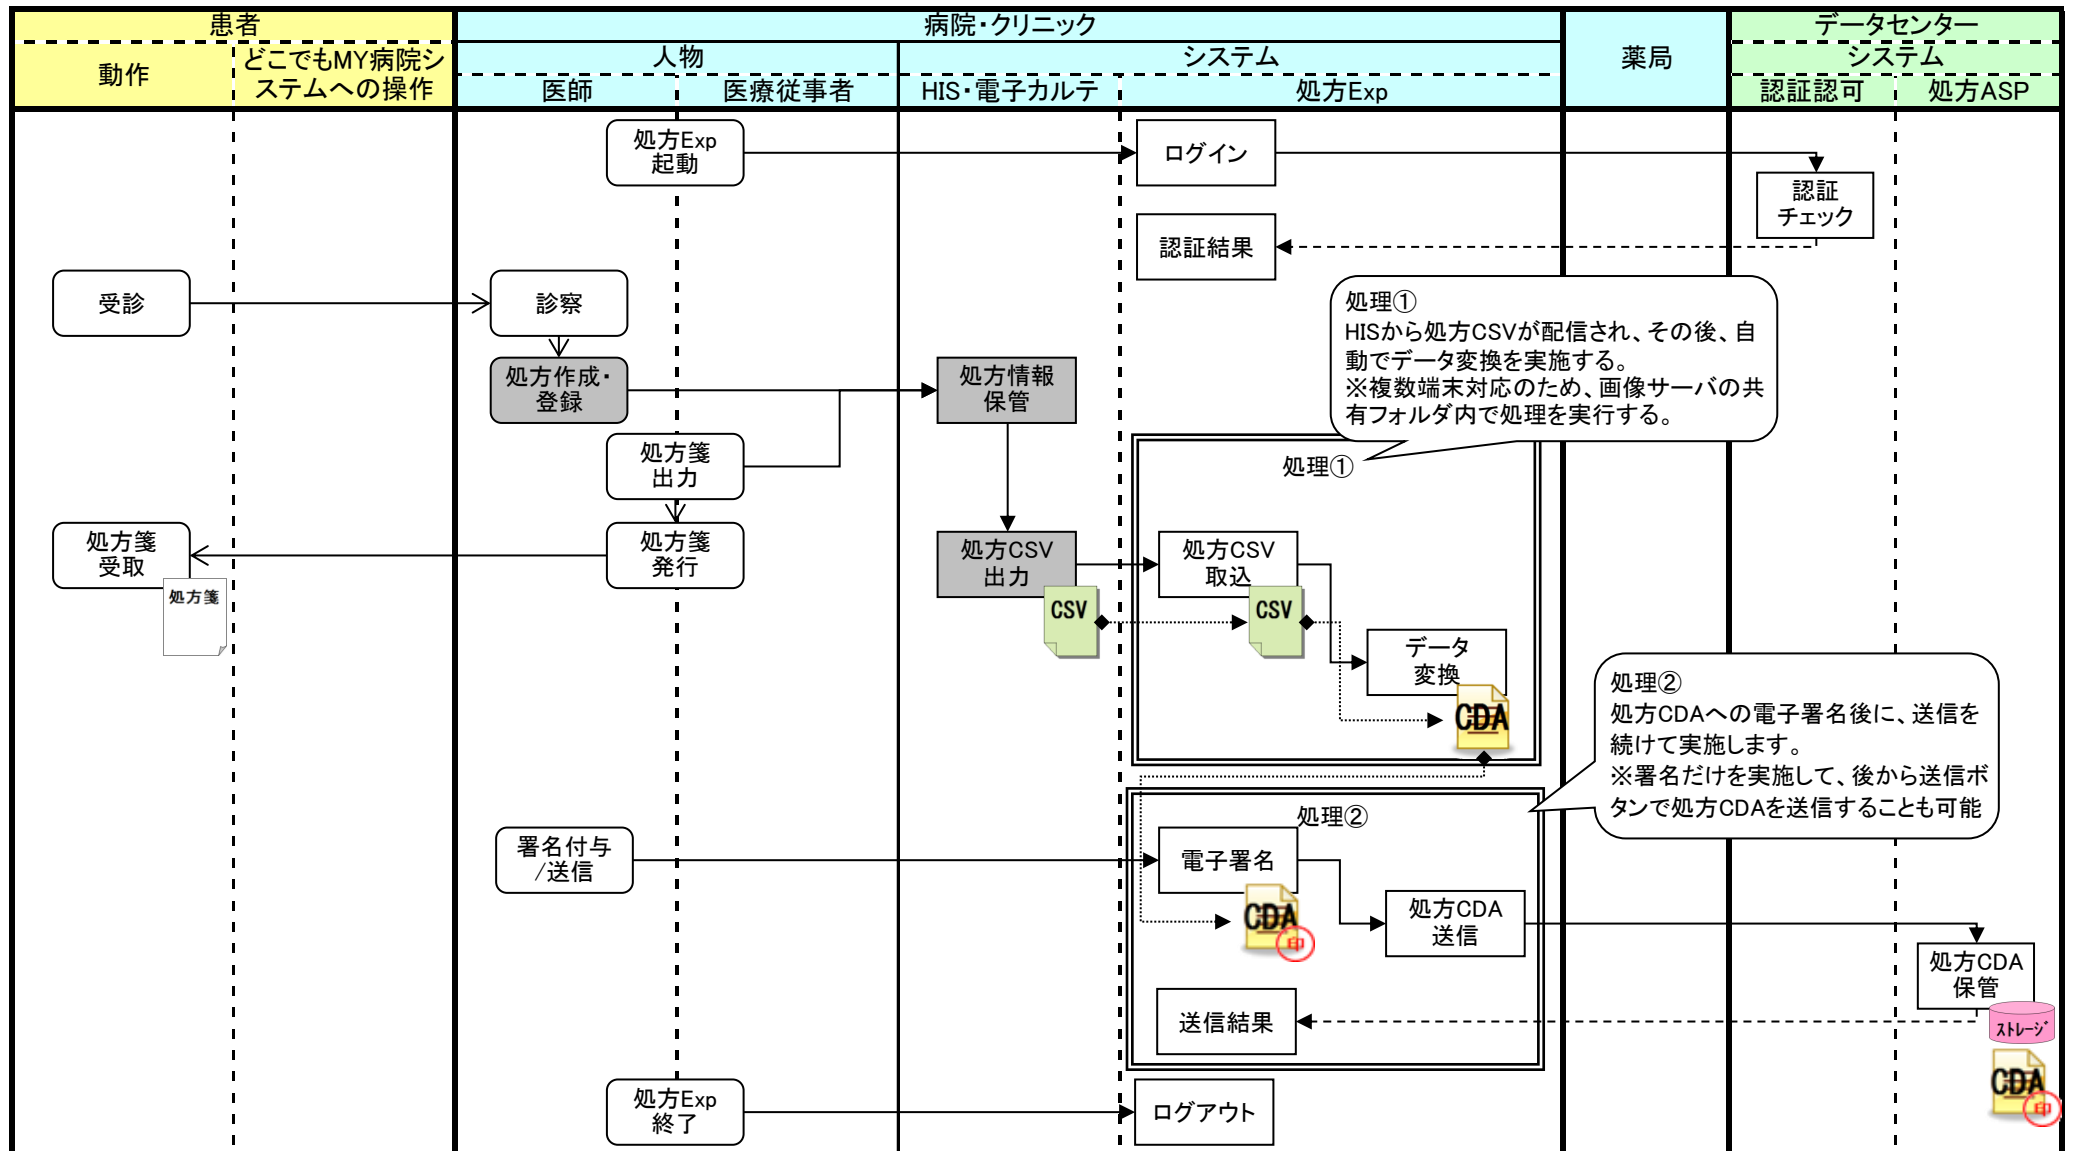 患者
病院・クリニック
薬局
データセンター
動作
どこでもMY病院シ
ステムへの操作
人物
システム
システム
医師
医療従事者
HIS・電子カルテ
処方Exp
認証認可
処方ASP
処方Exp
起動
ログイン
認証
チェック
認証結果
受診
診察
処理①
HISから処方CSVが配信され、その後、自
動でデータ変換を実施する。
※複数端末対応のため、画像サーバの共
有フォルダ内で処理を実行する。
処方作成・
登録
処方情報
保管
処方箋
出力
処理①
処方箋
受取
処方箋
処方箋
発行
処方CSV
出力
CSV
処方CSV
取込
CSV
データ
変換
CDA
処理②
処方CDAへの電子署名後に、送信を
続けて実施します。
※署名だけを実施して、後から送信ボ
タンで処方CDAを送信することも可能
処理②
署名付与
/送信
電子署名
CDA
印
処方CDA
送信
処方CDA
保管
ｽﾄﾚｰｼﾞ
CDA
印
送信結果
処方Exp
終了
ログアウト